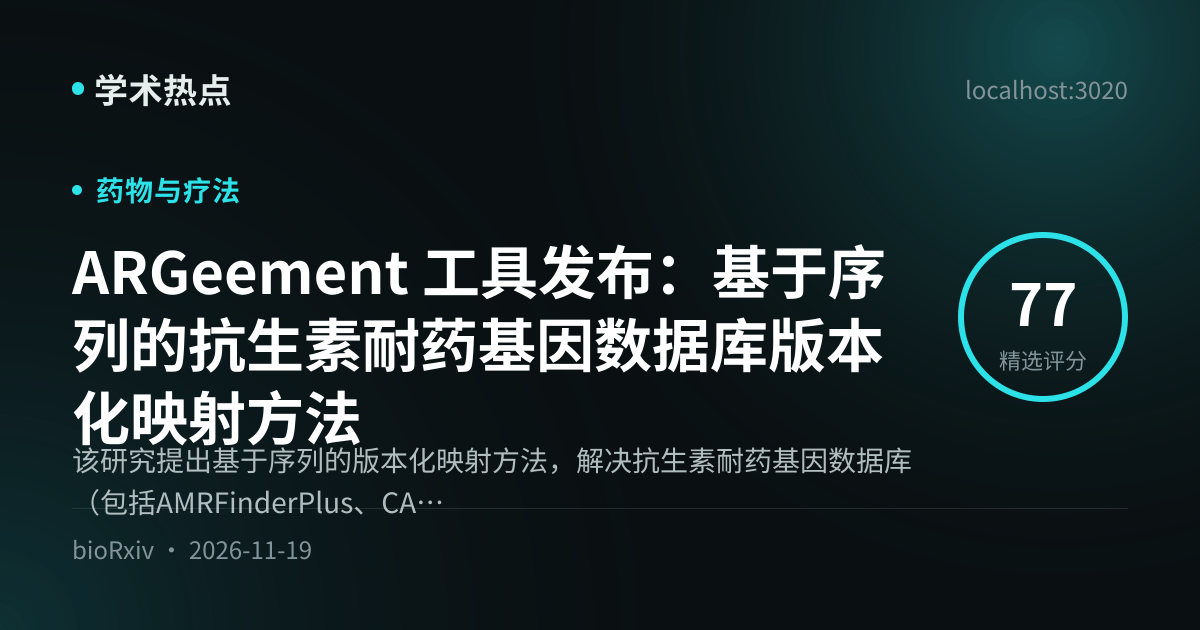 学术热点
localhost:3020
药物与疗法
ARGeement 工具发布：基于序
列的抗生素耐药基因数据库版本
化映射方法
77
精选评分
该研究提出基于序列的版本化映射方法，解决抗生素耐药基因数据库
（包括AMRFinderPlus、CA…
bioRxiv • 2026-11-19